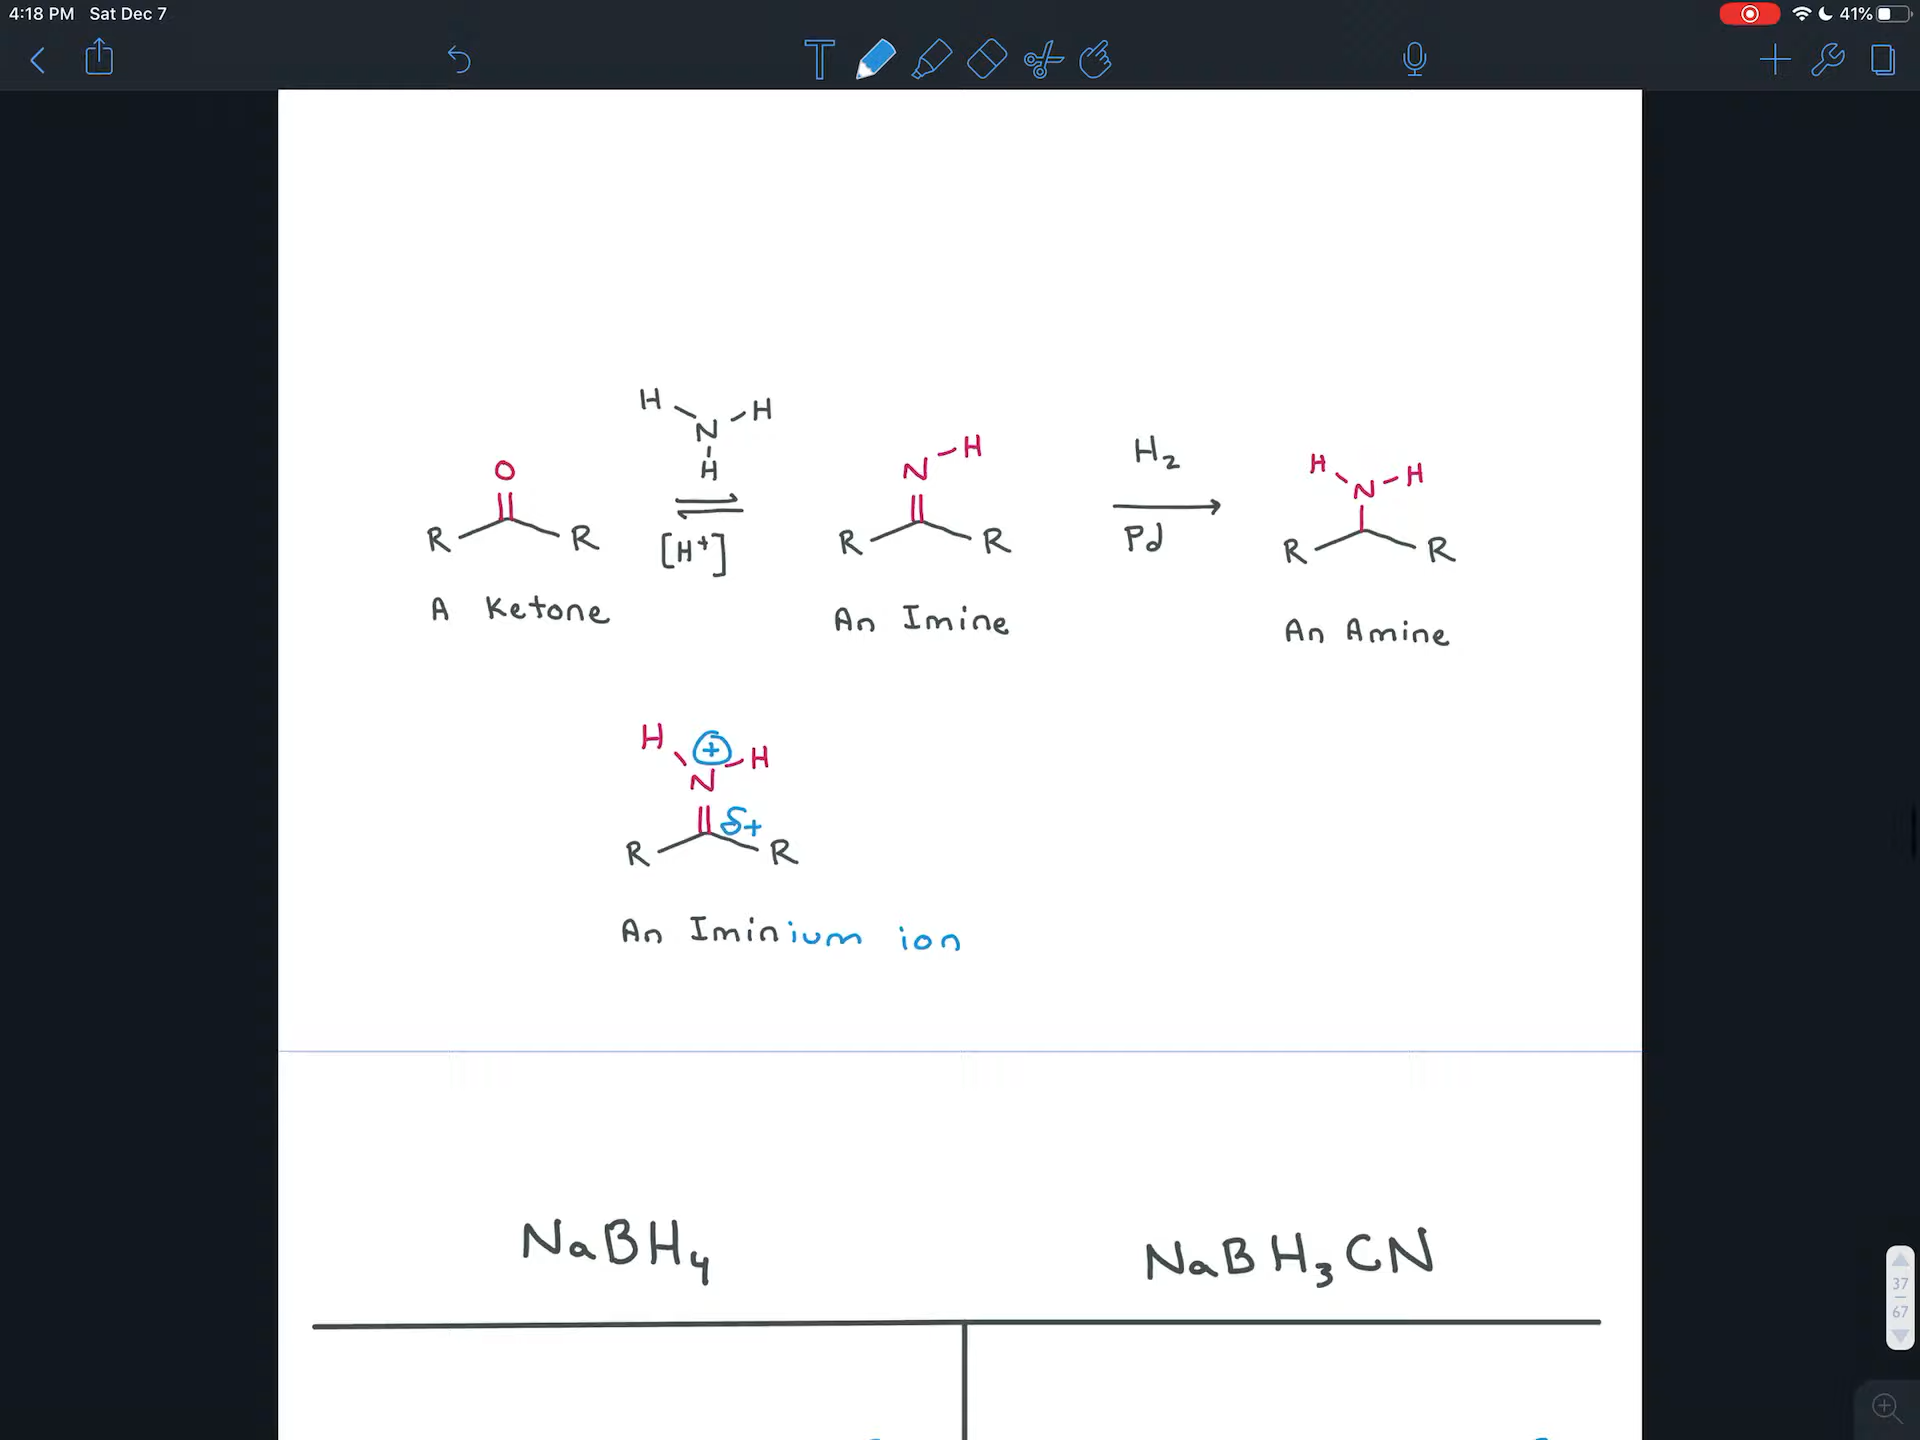 4:18 PM Sat Dec 7
41%
T
H
H
N
H
O
R R
[H⁺]
A Ketone
N H
R R
An Imine
H₂
Pd
H H
N
R R
An Amine
H + H
N
δ+
R R
An Iminium ion
NaBH₄
NaBH₃CN
37
67